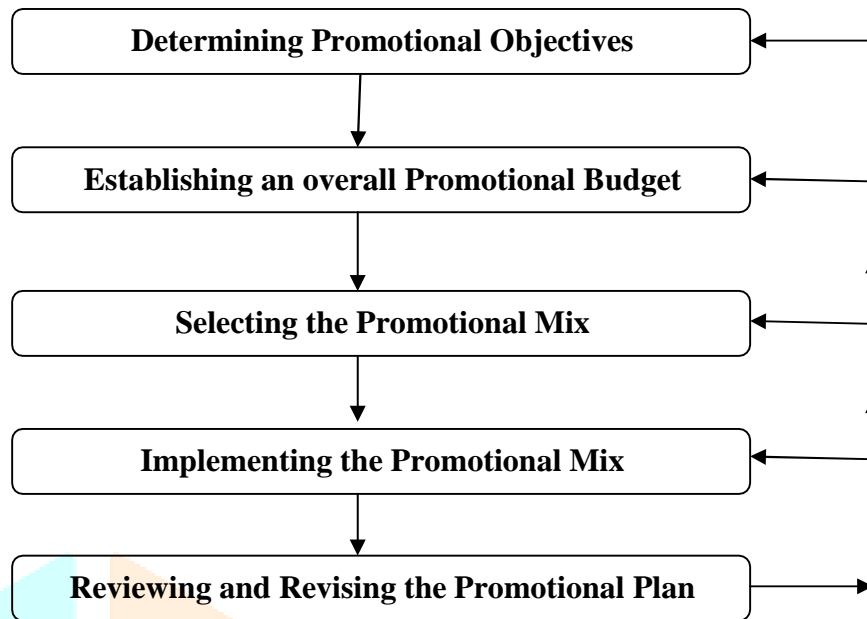 Determining Promotional Objectives
Establishing an overall Promotional Budget
Selecting the Promotional Mix
Implementing the Promotional Mix
Reviewing and Revising the Promotional Plan